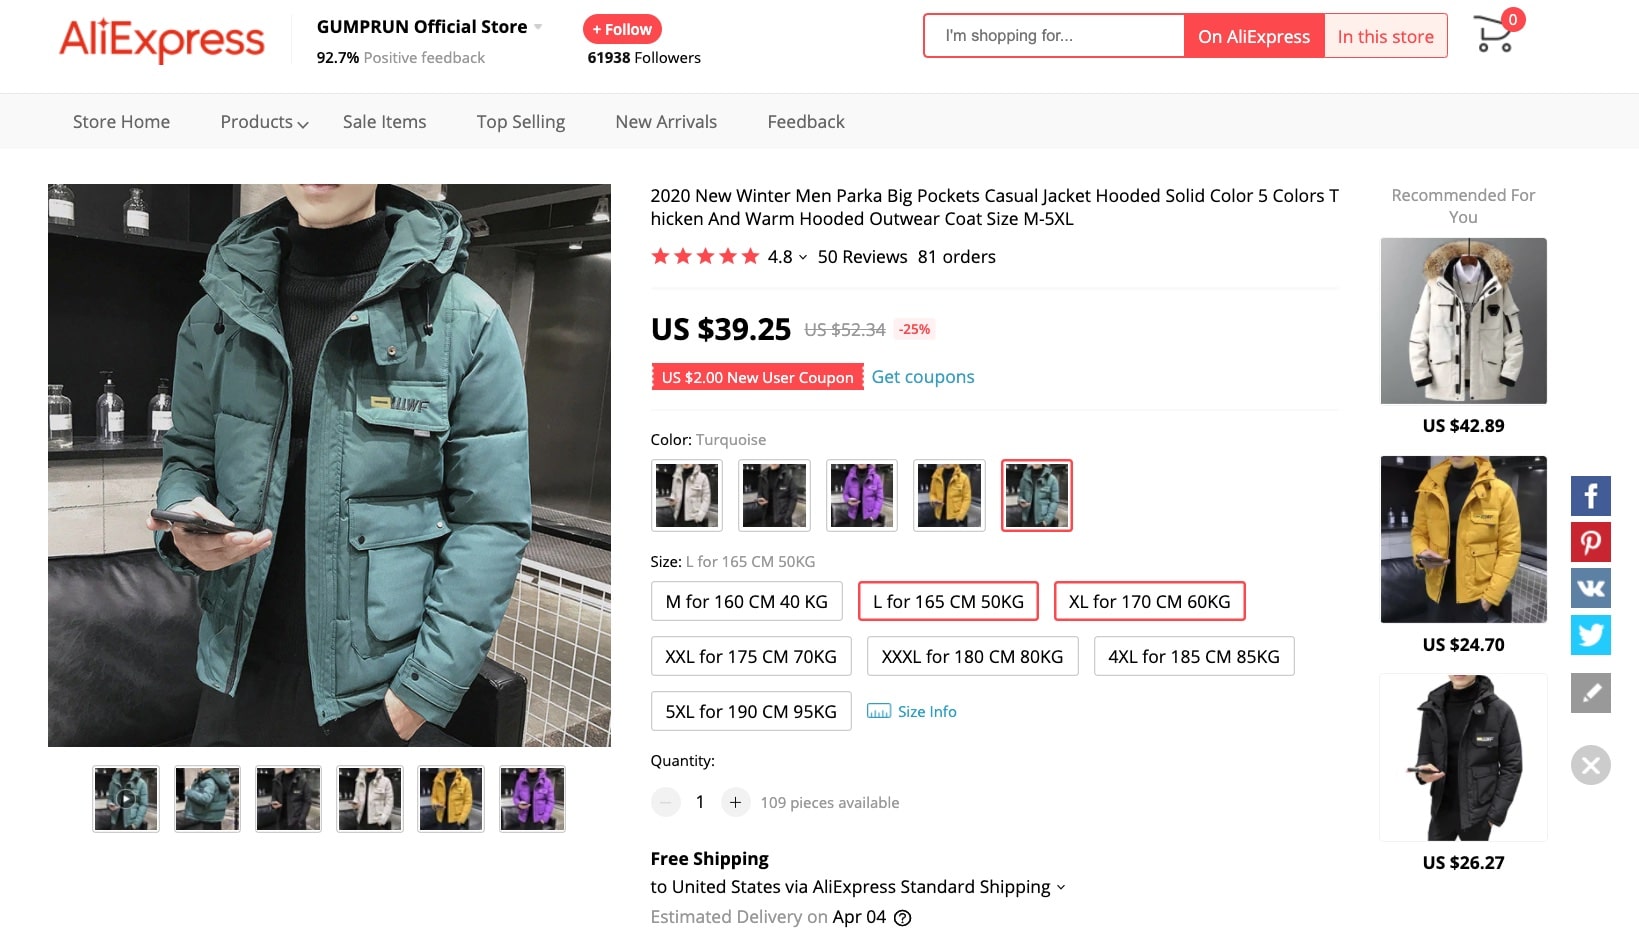 AliExpress
GUMPRUN Official Store
92.7% Positive feedback
+ Follow
61938 Followers
I'm shopping for...
On AliExpress
In this store
0
Store Home
Products
Sale Items
Top Selling
New Arrivals
Feedback
2020 New Winter Men Parka Big Pockets Casual Jacket Hooded Solid Color 5 Colors T
hicken And Warm Hooded Outwear Coat Size M-5XL
4.8
50 Reviews
81 orders
US $39.25
US $52.34
-25%
US $2.00 New User Coupon
Get coupons
Color: Turquoise
Size: L for 165 CM 50KG
M for 160 CM 40 KG
L for 165 CM 50KG
XL for 170 CM 60KG
XXL for 175 CM 70KG
XXXL for 180 CM 80KG
4XL for 185 CM 85KG
5XL for 190 CM 95KG
Size Info
Quantity:
1
+
109 pieces available
Free Shipping
to United States via AliExpress Standard Shipping
Estimated Delivery on Apr 04
Recommended For
You
US $42.89
US $24.70
US $26.27